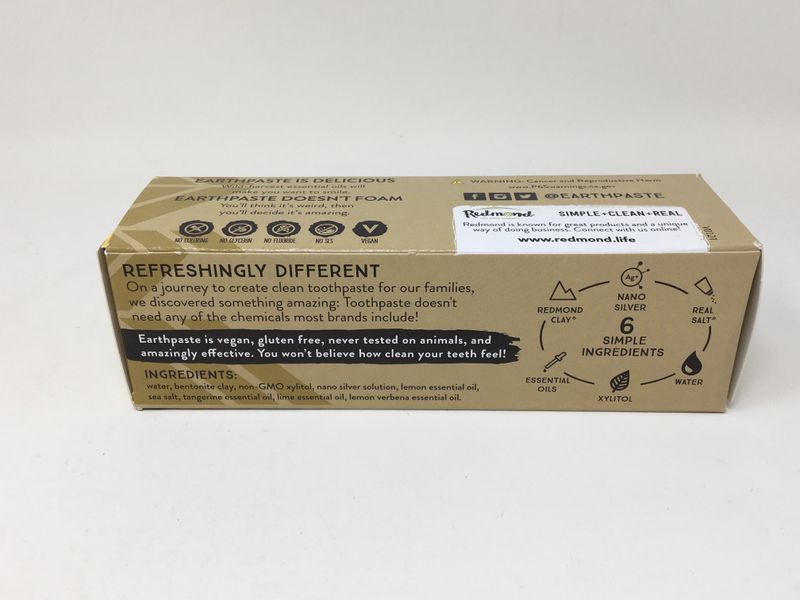 EARTHPASTE IS DELICIOUS
Wild-harvest essential oils will
make you want to smile.
EARTHPASTE DOESN'T FOAM
You'll think it's weird, then
you'll decide it's amazing.
NO COLORING
NO GLYCERIN
NO FLUORIDE
NO SLS
VEGAN
WARNING: Cancer and Reproductive Harm
www.P65warnings.ca.gov
@EARTHPASTE
Redmond
SIMPLE+CLEAN+REAL
Redmond is known for great products and a unique
way of doing business. Connect with us online!
www.redmond.life
REFRESHINGLY DIFFERENT
On a journey to create clean toothpaste for our families,
we discovered something amazing: Toothpaste doesn't
need any of the chemicals most brands include!
Earthpaste is vegan, gluten free, never tested on animals, and
amazingly effective. You won't believe how clean your teeth feel!
INGREDIENTS:
water, bentonite clay, non-GMO xylitol, nano silver solution, lemon essential oil,
sea salt, tangerine essential oil, lime essential oil, lemon verbena essential oil.
Ag+
NANO
SILVER
REDMOND
CLAY®
REAL
SALT®
6
SIMPLE
INGREDIENTS
ESSENTIAL
OILS
WATER
XYLITOL